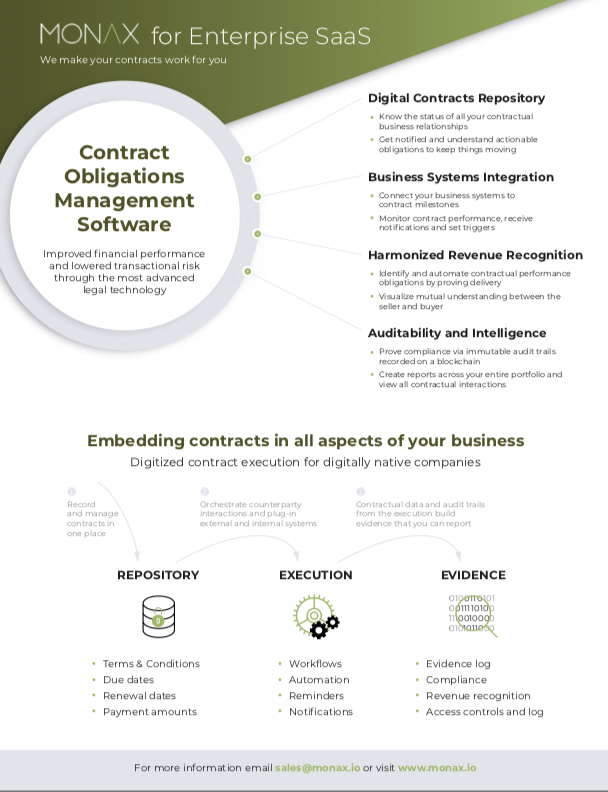 MONAX for Enterprise SaaS
We make your contracts work for you
Contract
Obligations
Management
Software
Improved financial performance
and lowered transactional risk
through the most advanced
legal technology
Digital Contracts Repository
Know the status of all your contractual
business relationships
Get notified and understand actionable
obligations to keep things moving
Business Systems Integration
Connect your business systems to
contract milestones
Monitor contract performance, receive
notifications and set triggers
Harmonized Revenue Recognition
Identify and automate contractual performance
obligations by proving delivery
Visualize mutual understanding between the
seller and buyer
Auditability and Intelligence
Prove compliance via immutable audit trails
recorded on a blockchain
Create reports across your entire portfolio and
view all contractual interactions
Embedding contracts in all aspects of your business
Digitized contract execution for digitally native companies
1
Record
and manage
contracts in
one place
2
Orchestrate counterparty
interactions and plug-in
external and internal systems
3
Contractual data and audit trails
from the execution build
evidence that you can report
REPOSITORY
Terms & Conditions
Due dates
Renewal dates
Payment amounts
EXECUTION
Workflows
Automation
Reminders
Notifications
EVIDENCE
Evidence log
Compliance
Revenue recognition
Access controls and log
For more information email sales@monax.io or visit www.monax.io